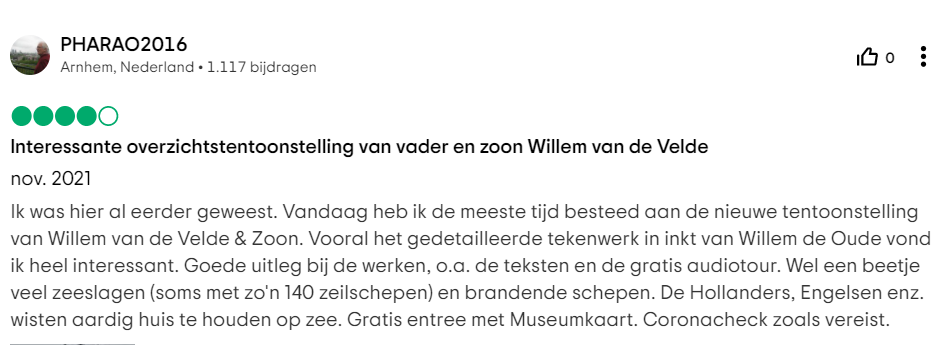 PHARAO2016
Arnhem, Nederland • 1.117 bijdragen
0
Interessante overzichtstentoonstelling van vader en zoon Willem van de Velde
nov. 2021
Ik was hier al eerder geweest. Vandaag heb ik de meeste tijd besteed aan de nieuwe tentoonstelling
van Willem van de Velde & Zoon. Vooral het gedetailleerde tekenwerk in inkt van Willem de Oude vond
ik heel interessant. Goede uitleg bij de werken, o.a. de teksten en de gratis audiotour. Wel een beetje
veel zeeslagen (soms met zo'n 140 zeilschepen) en brandende schepen. De Hollanders, Engelsen enz.
wisten aardig huis te houden op zee. Gratis entree met Museumkaart. Coronacheck zoals vereist.